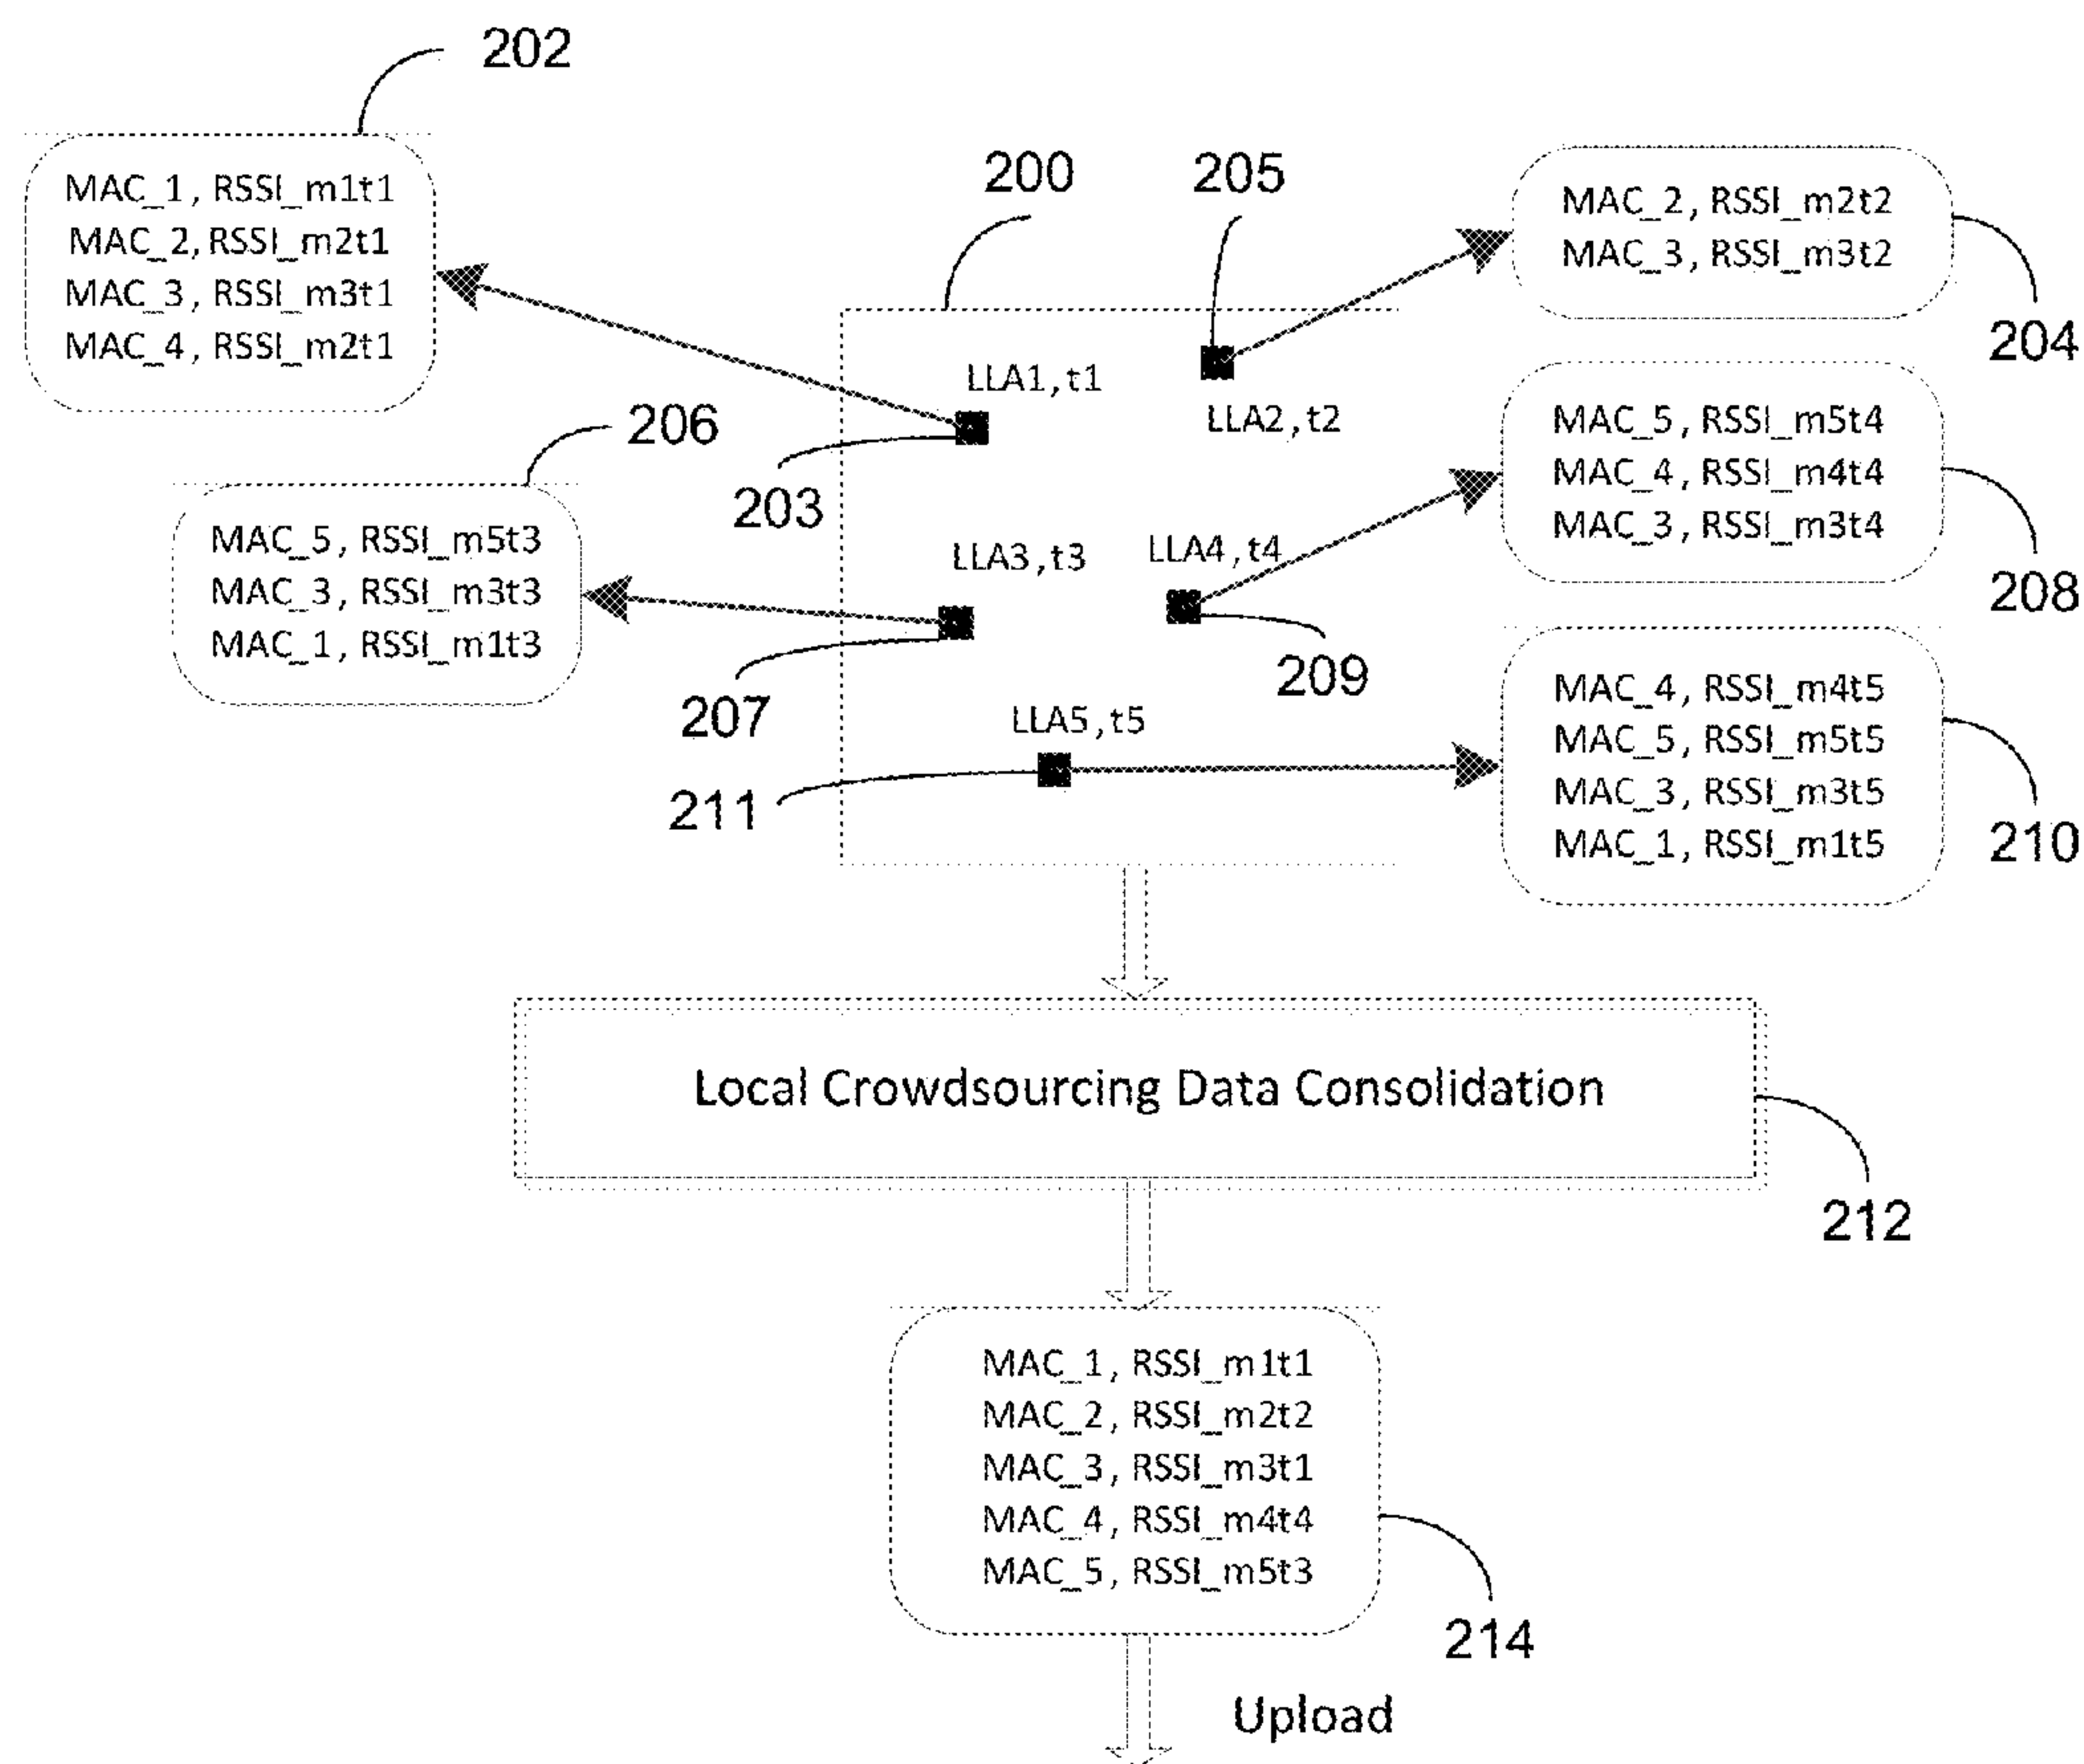 202
MAC_1, RSSI_m1t1
MAC_2, RSSI_m2t1
MAC_3, RSSI_m3t1
MAC_4, RSSI_m2t1
200
205
MAC_2, RSSI_m2t2
MAC_3, RSSI_m3t2
204
LLA1,t1
LLA2,t2
203
206
MAC_5, RSSI_m5t3
MAC_3, RSSI_m3t3
MAC_1, RSSI_m1t3
MAC_5, RSSI_m5t4
MAC_4, RSSI_m4t4
MAC_3, RSSI_m3t4
208
LLA3,t3
LLA4,t4
207
209
LLA5,t5
211
MAC_4, RSSI_m4t5
MAC_5, RSSI_m5t5
MAC_3, RSSI_m3t5
MAC_1, RSSI_m1t5
210
Local Crowdsourcing Data Consolidation
212
MAC_1, RSSI_m1t1
MAC_2, RSSI_m2t2
MAC_3, RSSI_m3t1
MAC_4, RSSI_m4t4
MAC_5, RSSI_m5t3
214
Upload